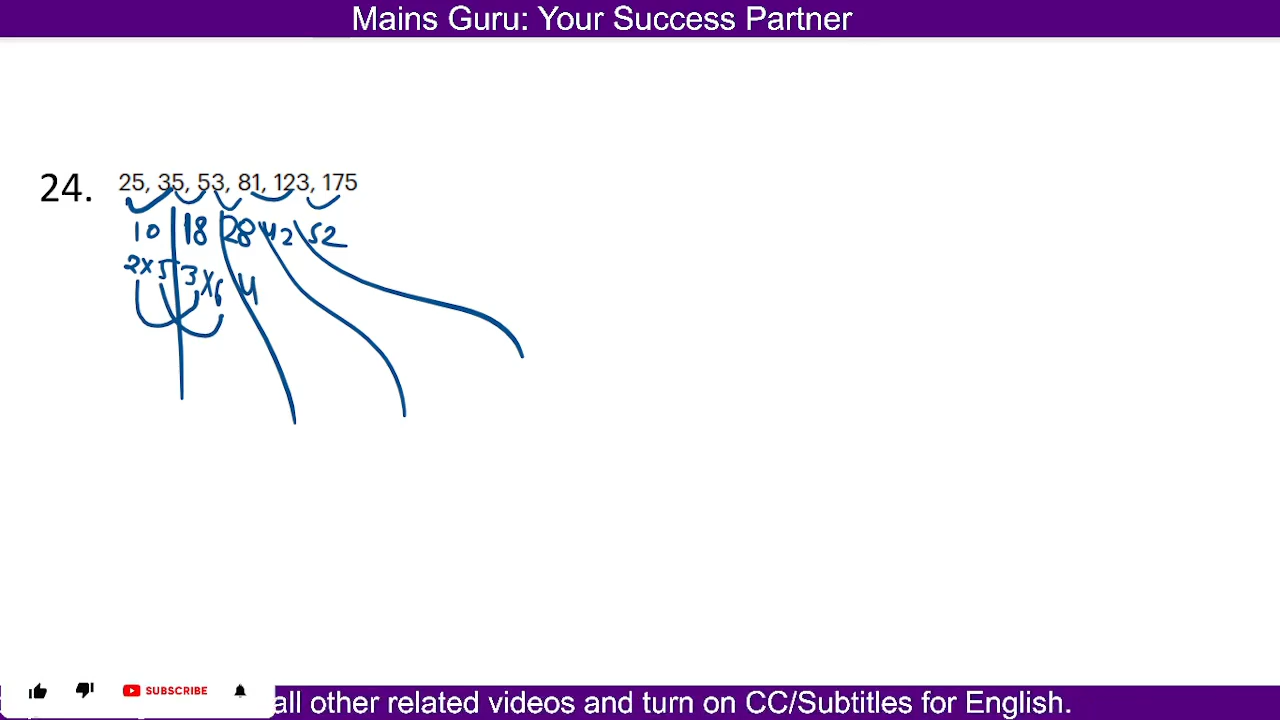 Mains Guru: Your Success Partner
24. 25, 35, 53, 81, 123, 175
10 18 28 42 52
2×5 3×6 4
SUBSCRIBE all other related videos and turn on CC/Subtitles for English.